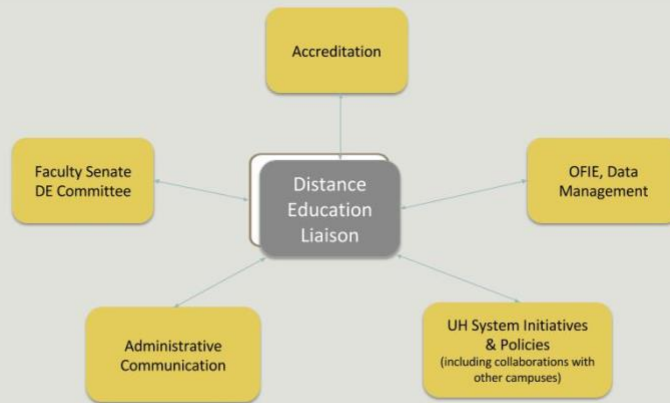 Accreditation
Faculty Senate
DE Committee
Distance
Education
Liaison
OFIE, Data
Management
Administrative
Communication
UH System Initiatives
& Policies
(including collaborations with
other campuses)